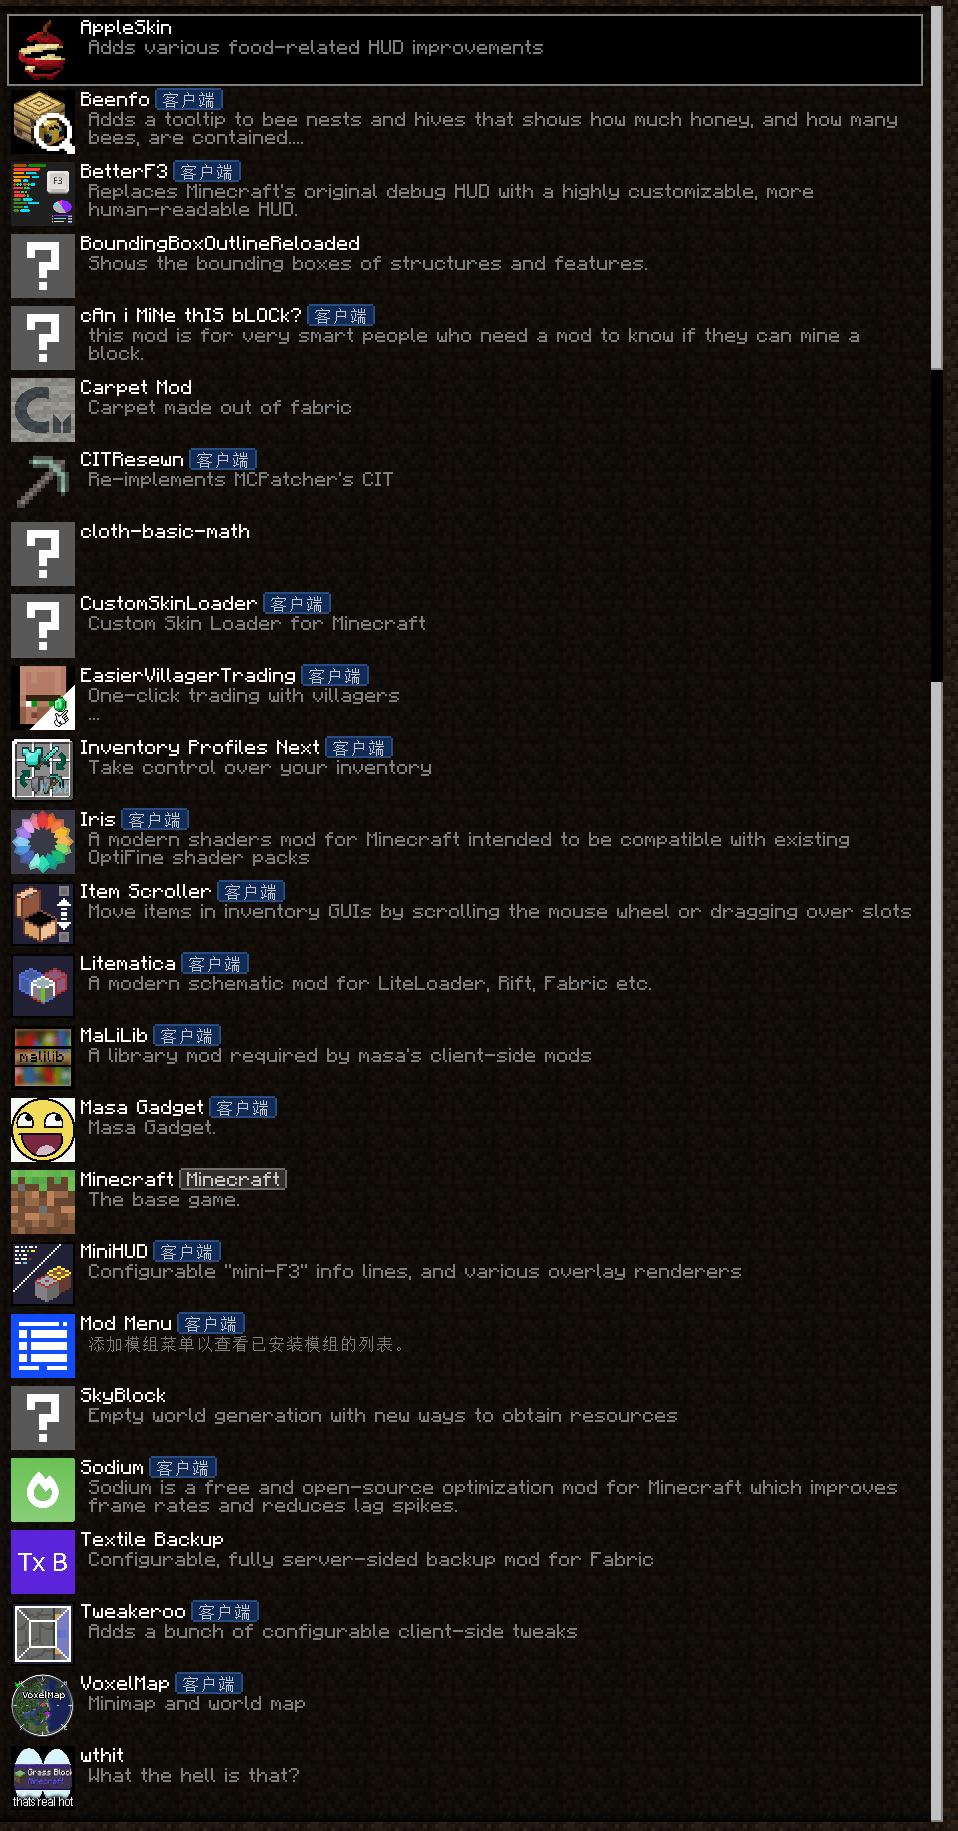 AppleSkin
Adds various food-related HUD improvements
Beenfo 客户端
Adds a tooltip to bee nests and hives that shows how much honey, and how many
bees, are contained....
BetterF3 客户端
F3
Replaces Minecraft's original debug HUD with a highly customizable, more
human-readable HUD.
BoundingBoxOutlineReloaded
Shows the bounding boxes of structures and features.
cAn i MiNe thIS bLOCk? 客户端
this mod is for very smart people who need a mod to know if they can mine a
block.
Carpet Mod
CM
Carpet made out of fabric
CITResewn 客户端
Re-implements MCPatcher's CIT
cloth-basic-math
CustomSkinLoader 客户端
Custom Skin Loader for Minecraft
EasierVillagerTrading 客户端
One-click trading with villagers
...
Inventory Profiles Next 客户端
Take control over your inventory
Iris 客户端
A modern shaders mod for Minecraft intended to be compatible with existing
OptiFine shader packs
Item Scroller 客户端
Move items in inventory GUIs by scrolling the mouse wheel or dragging over slots
Litematica 客户端
A modern schematic mod for LiteLoader, Rift, Fabric etc.
MaLiLib 客户端
malilib
A library mod required by masa's client-side mods
Masa Gadget 客户端
Masa Gadget.
Minecraft Minecraft
The base game.
MiniHUD 客户端
Configurable "mini-F3" info lines, and various overlay renderers
Mod Menu 客户端
添加模组菜单以查看已安装模组的列表。
SkyBlock
Empty world generation with new ways to obtain resources
Sodium 客户端
Sodium is a free and open-source optimization mod for Minecraft which improves
frame rates and reduces lag spikes.
Textile Backup
Tx B
Configurable, fully server-sided backup mod for Fabric
Tweakeroo 客户端
Adds a bunch of configurable client-side tweaks
VoxelMap 客户端
VoxelMap
Minimap and world map
wthit
Grass Bloc
Minecraft
What the hell is that?
thats real hot